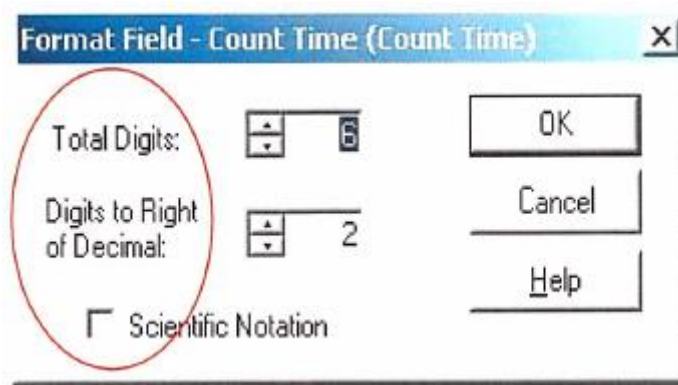 Format Field - Count Time (Count Time)
Total Digits: 6
OK
Digits to Right
of Decimal: 2
Cancel
Help
Scientific Notation